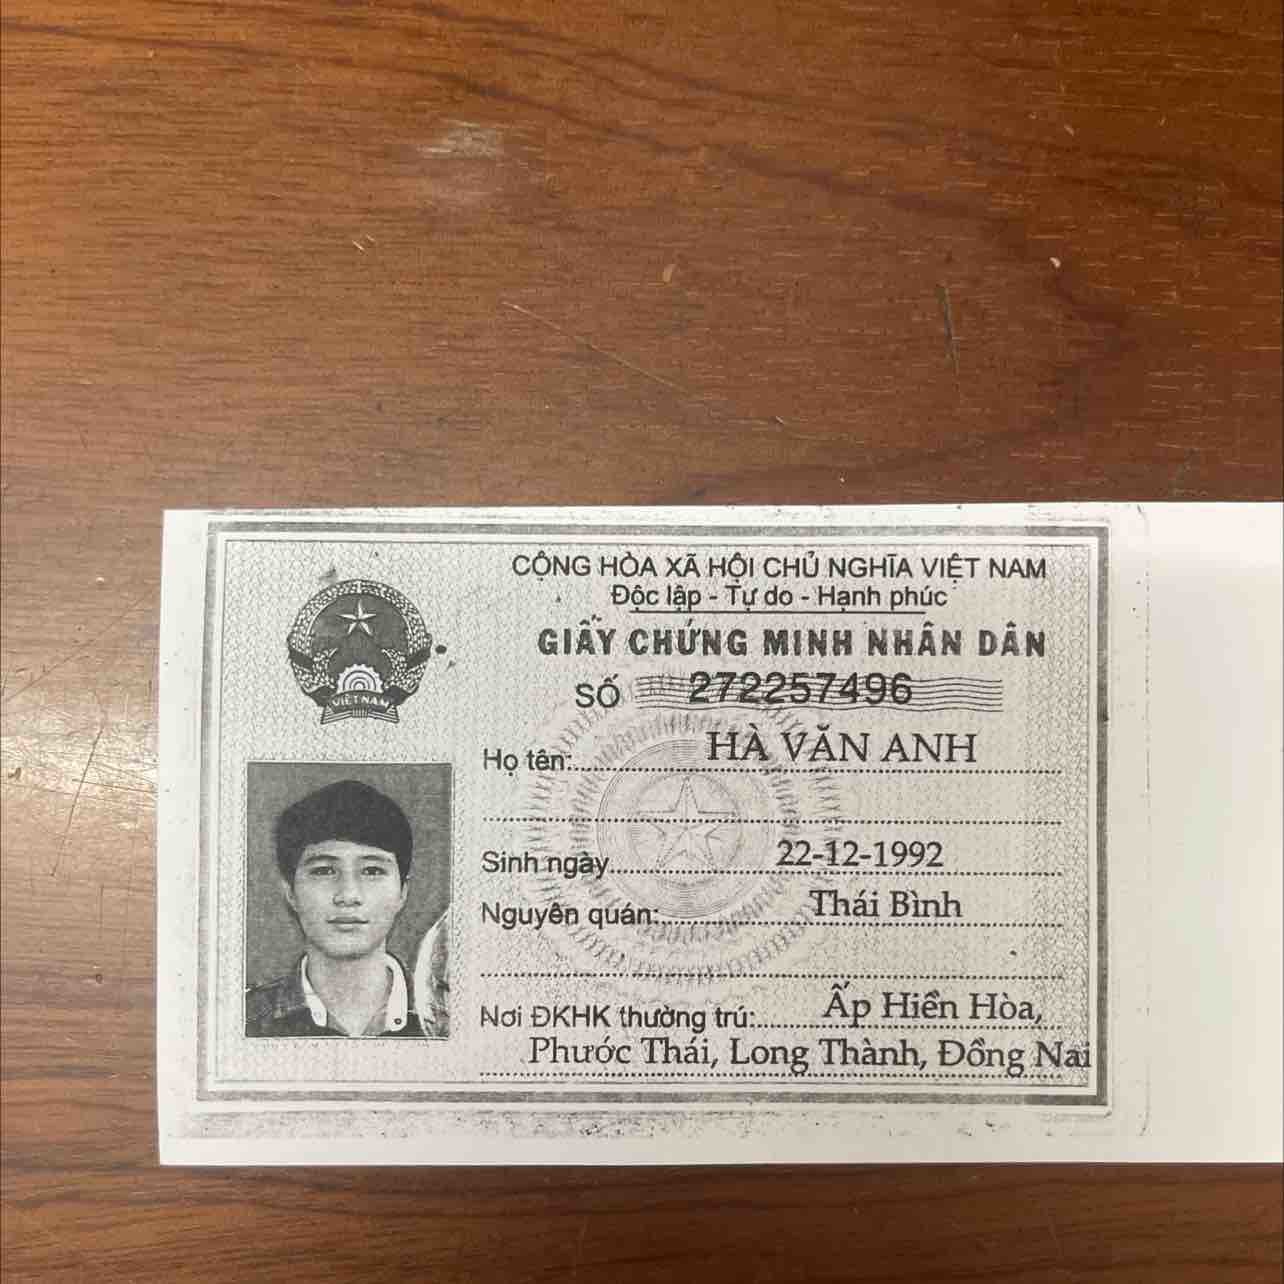 CỘNG HÒA XÃ HỘI CHỦ NGHĨA VIỆT NAM
Độc lập - Tự do - Hạnh phúc
GIẤY CHỨNG MINH NHÂN DÂN
SỐ 272257496
VIỆT NAM
Họ tên: HÀ VĂN ANH
Sinh ngày 22-12-1992
Nguyên quán: Thái Bình
Nơi ĐKHK thường trú: Ấp Hiền Hòa,
Phước Thái, Long Thành, Đồng Nai